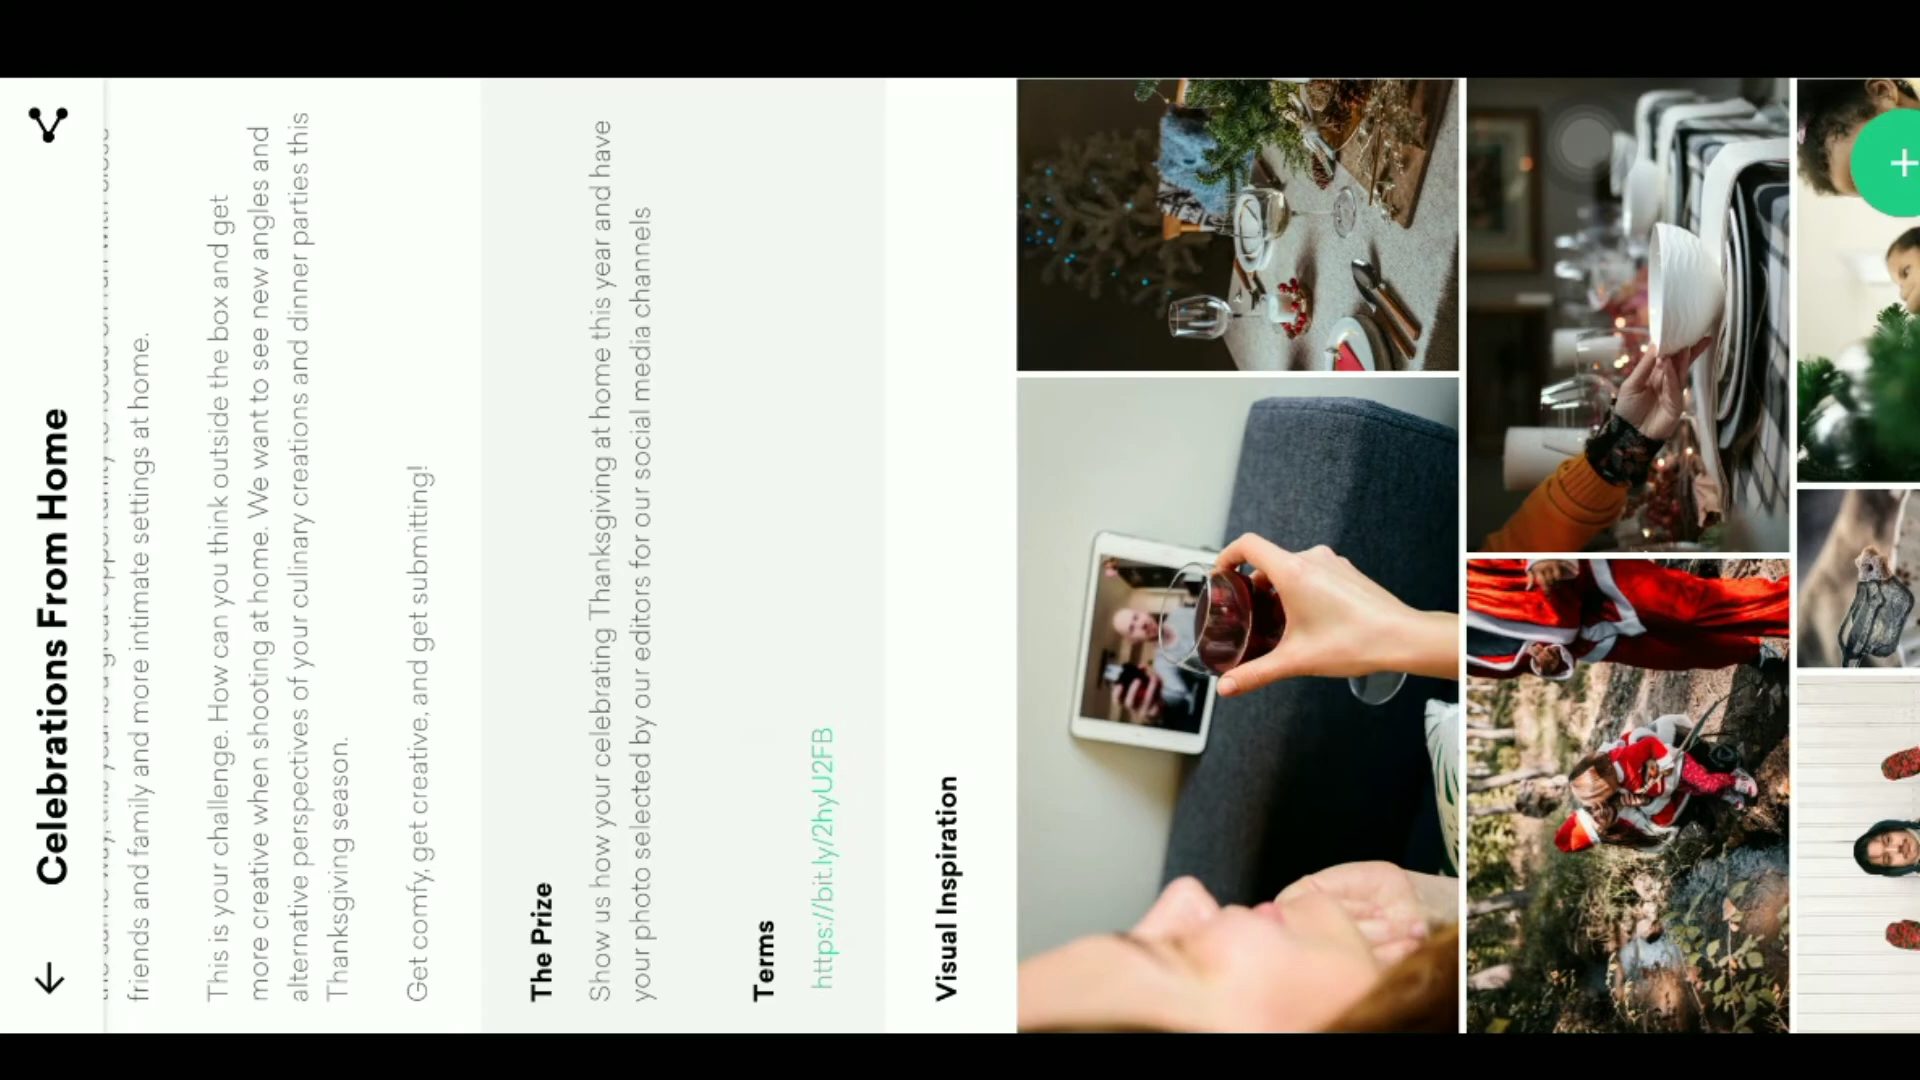 Celebrations From Home
friends and family and more intimate settings at home.
This is your challenge. How can you think outside the box and get
more creative when shooting at home. We want to see new angles and
alternative perspectives of your culinary creations and dinner parties this
Thanksgiving season.
Get comfy, get creative, and get submitting!
The Prize
Show us how your celebrating Thanksgiving at home this year and have
your photo selected by our editors for our social media channels
Terms
https://bit.ly/2hyU2FB
Visual Inspiration